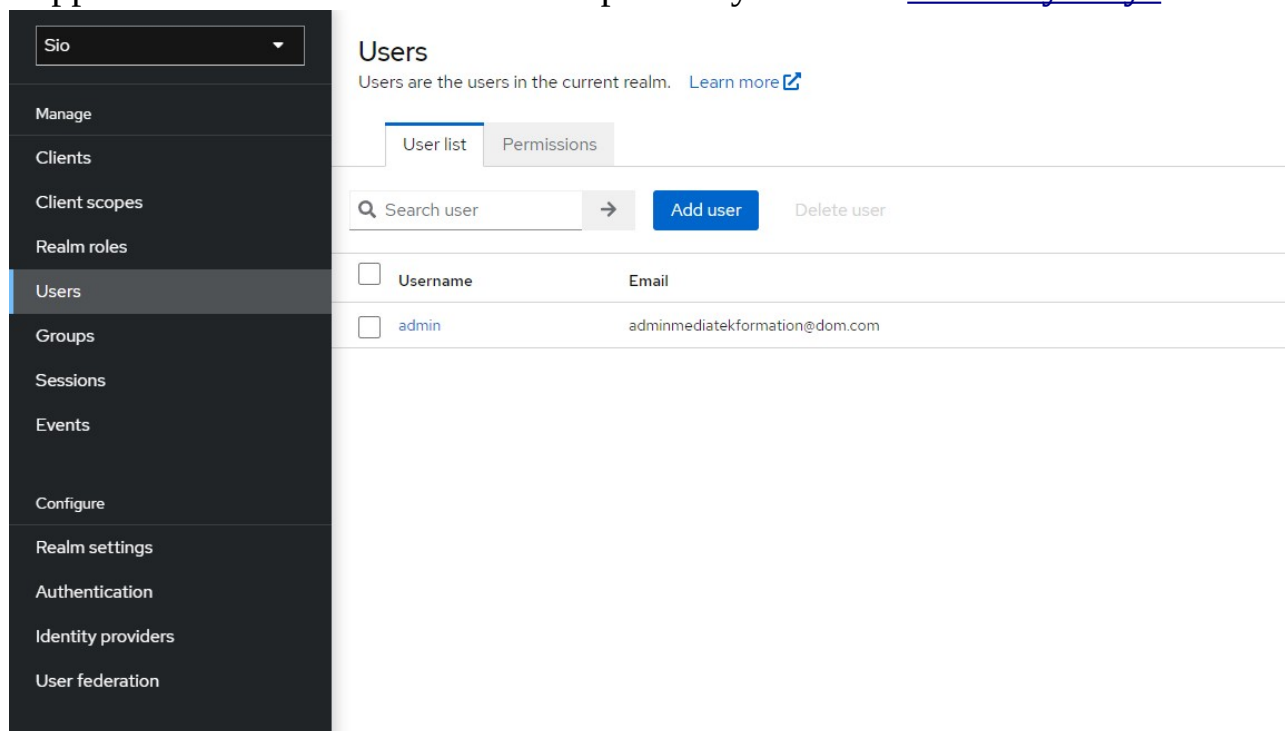 Sio
Manage
Clients
Client scopes
Realm roles
Users
Groups
Sessions
Events
Configure
Realm settings
Authentication
Identity providers
User federation
Users
Users are the users in the current realm. Learn more
User list Permissions
Search user Add user Delete user
Username Email
admin adminmediatekformation@dom.com